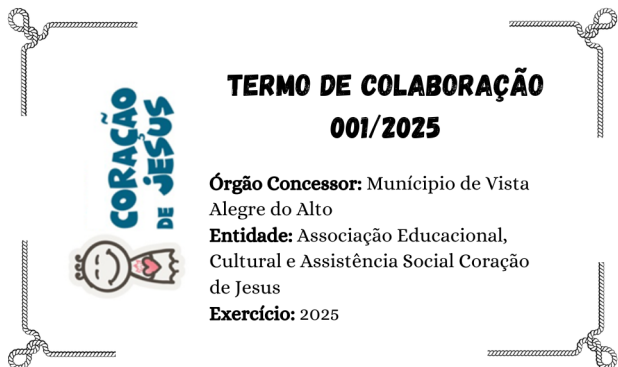 CORAÇÃO
DE JESUS
TERMO DE COLABORAÇÃO
001/2025
Órgão Concessor: Munícipio de Vista
Alegre do Alto
Entidade: Associação Educacional,
Cultural e Assistência Social Coração
de Jesus
Exercício: 2025